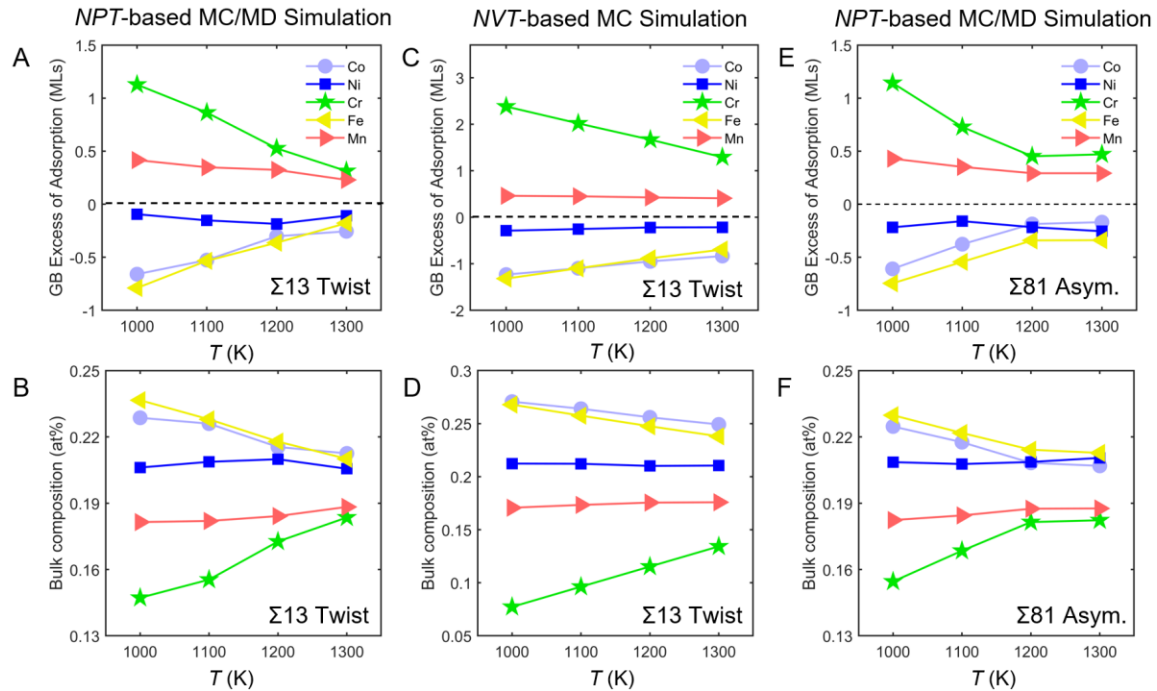 NPT-based MC/MD Simulation
NVT-based MC Simulation
NPT-based MC/MD Simulation
A
GB Excess of Adsorption (MLs)
1.5
1
0.5
0
-0.5
-1
Co
Ni
Cr
Fe
Mn
Σ13 Twist
1000 1100 1200 1300
T (K)
C
GB Excess of Adsorption (MLs)
3
2
1
0
-1
-2
Co
Ni
Cr
Fe
Mn
Σ13 Twist
1000 1100 1200 1300
T (K)
E
GB Excess of Adsorption (MLs)
1.5
1
0.5
0
-0.5
-1
Co
Ni
Cr
Fe
Mn
Σ81 Asym.
1000 1100 1200 1300
T (K)
B
Bulk composition (at%)
0.25
0.22
0.19
0.16
0.13
Σ13 Twist
1000 1100 1200 1300
T (K)
D
Bulk composition (at%)
0.3
0.25
0.2
0.15
0.1
0.05
Σ13 Twist
1000 1100 1200 1300
T (K)
F
Bulk composition (at%)
0.25
0.22
0.19
0.16
0.13
Σ81 Asym.
1000 1100 1200 1300
T (K)